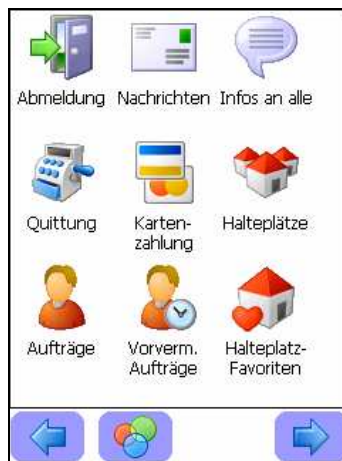 Abmeldung Nachrichten Infos an alle
Quittung Karten- Halteplätze
zahlung
Aufträge Vorverm. Halteplatz-
Aufträge Favoriten